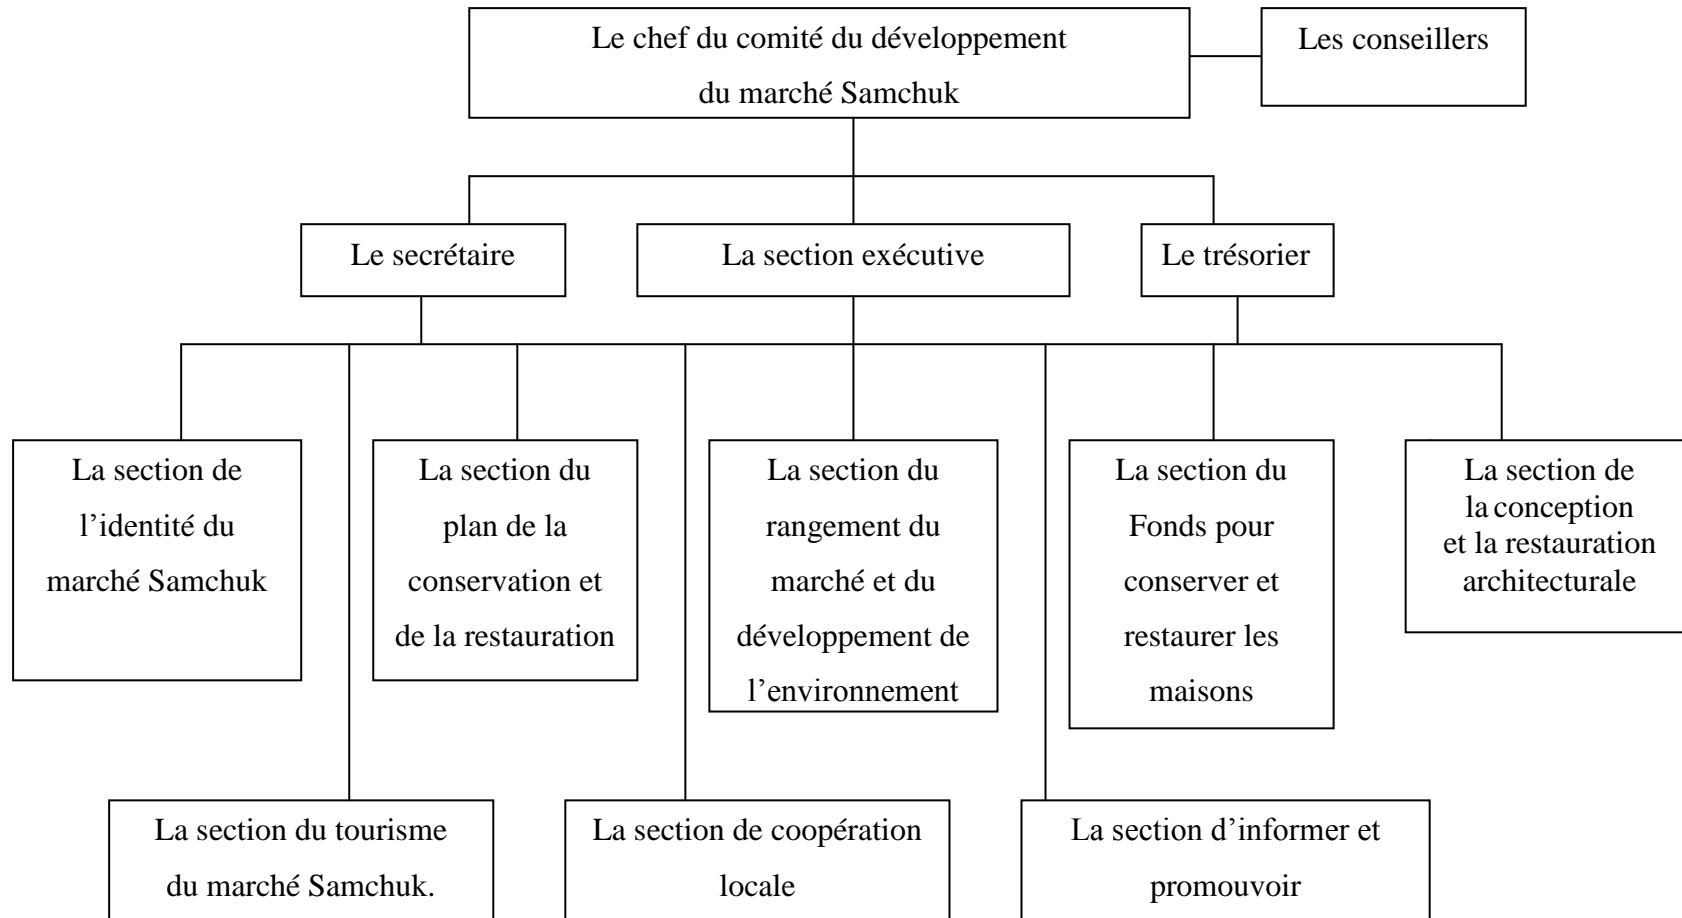 Le chef du comité du développement
du marché Samchuk
Les conseillers
Le secrétaire
La section exécutive
Le trésorier
La section de
l’identité du
marché Samchuk
La section du
plan de la
conservation et
de la restauration
La section du
rangement du
marché et du
développement de
l’environnement
La section du
Fonds pour
conserver et
restaurer les
maisons
La section de
la conception
et la restauration
architecturale
La section du tourisme
du marché Samchuk.
La section de coopération
locale
La section d’informer et
promouvoir